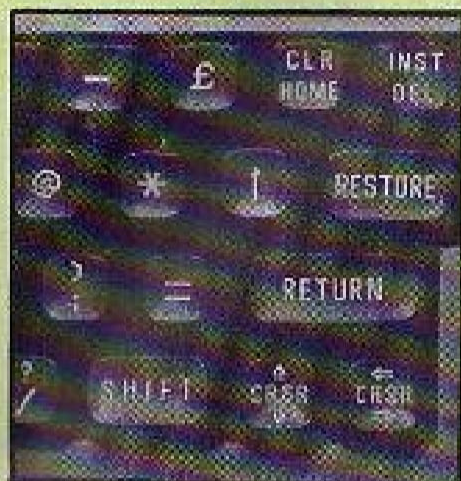 - £ CLR INST
HOME DEL
@ * ↑ RESTORE
]
; = RETURN
?
/ SHIFT ↑ CRSR ⇓ ← CRSR ⇒